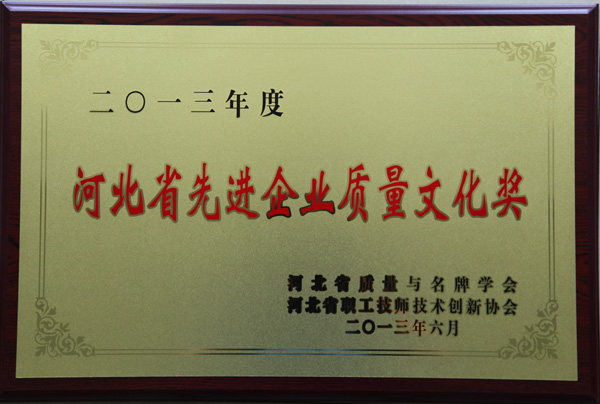 二〇一三年度
河北省先进企业质量文化奖
河北省质量与名牌学会
河北省职工技师技术创新协会
二〇一三年六月